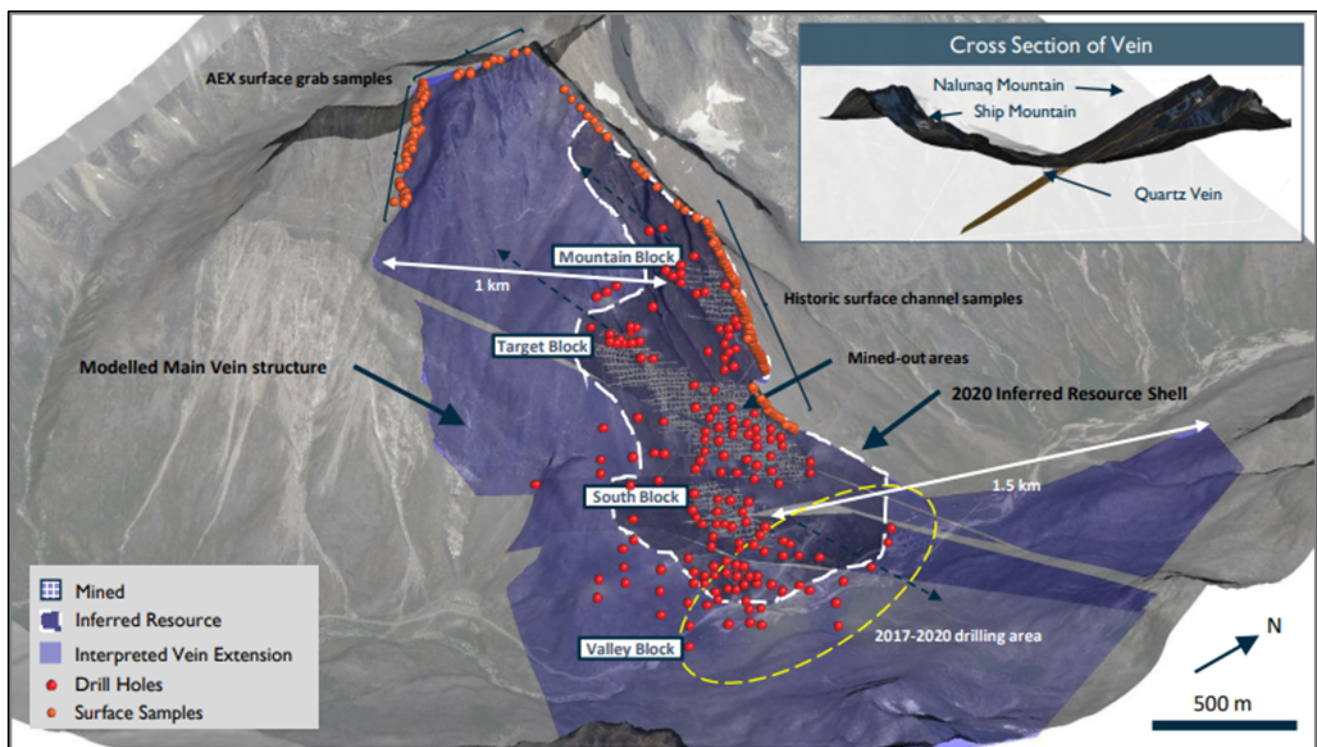 AEX surface grab samples
Cross Section of Vein
Nalunaq Mountain
Ship Mountain
Quartz Vein
Mountain Block
1 km
Historic surface channel samples
Target Block
Mined-out areas
Modelled Main Vein structure
2020 Inferred Resource Shell
1.5 km
South Block
Mined
Inferred Resource
Interpreted Vein Extension
Drill Holes
Surface Samples
Valley Block
2017-2020 drilling area
N
500 m